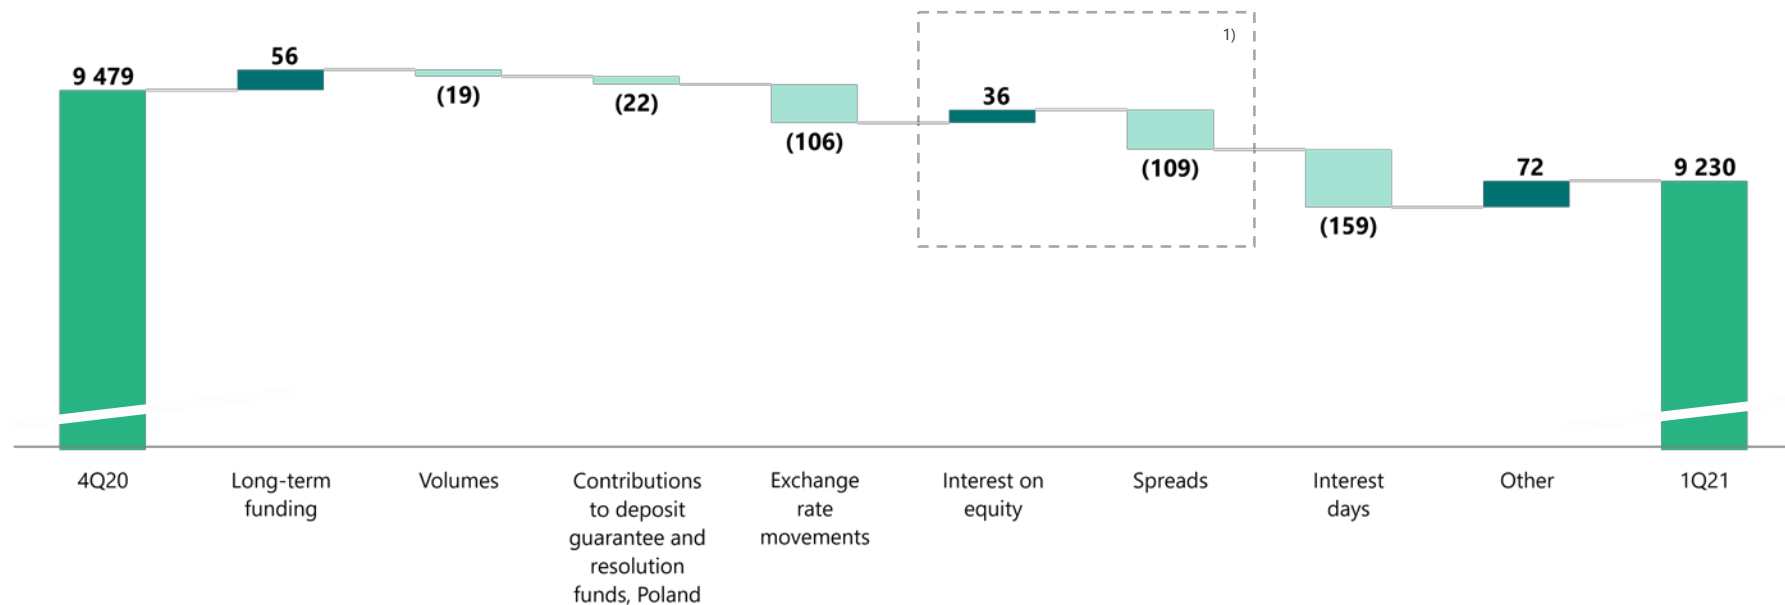 1)
56
9 479
(19)
(22)
(106)
36
(109)
(159)
72
9 230
4Q20
Long-term
funding
Volumes
Contributions
to deposit
guarantee and
resolution
funds, Poland
Exchange
rate
movements
Interest on
equity
Spreads
Interest
days
Other
1Q21